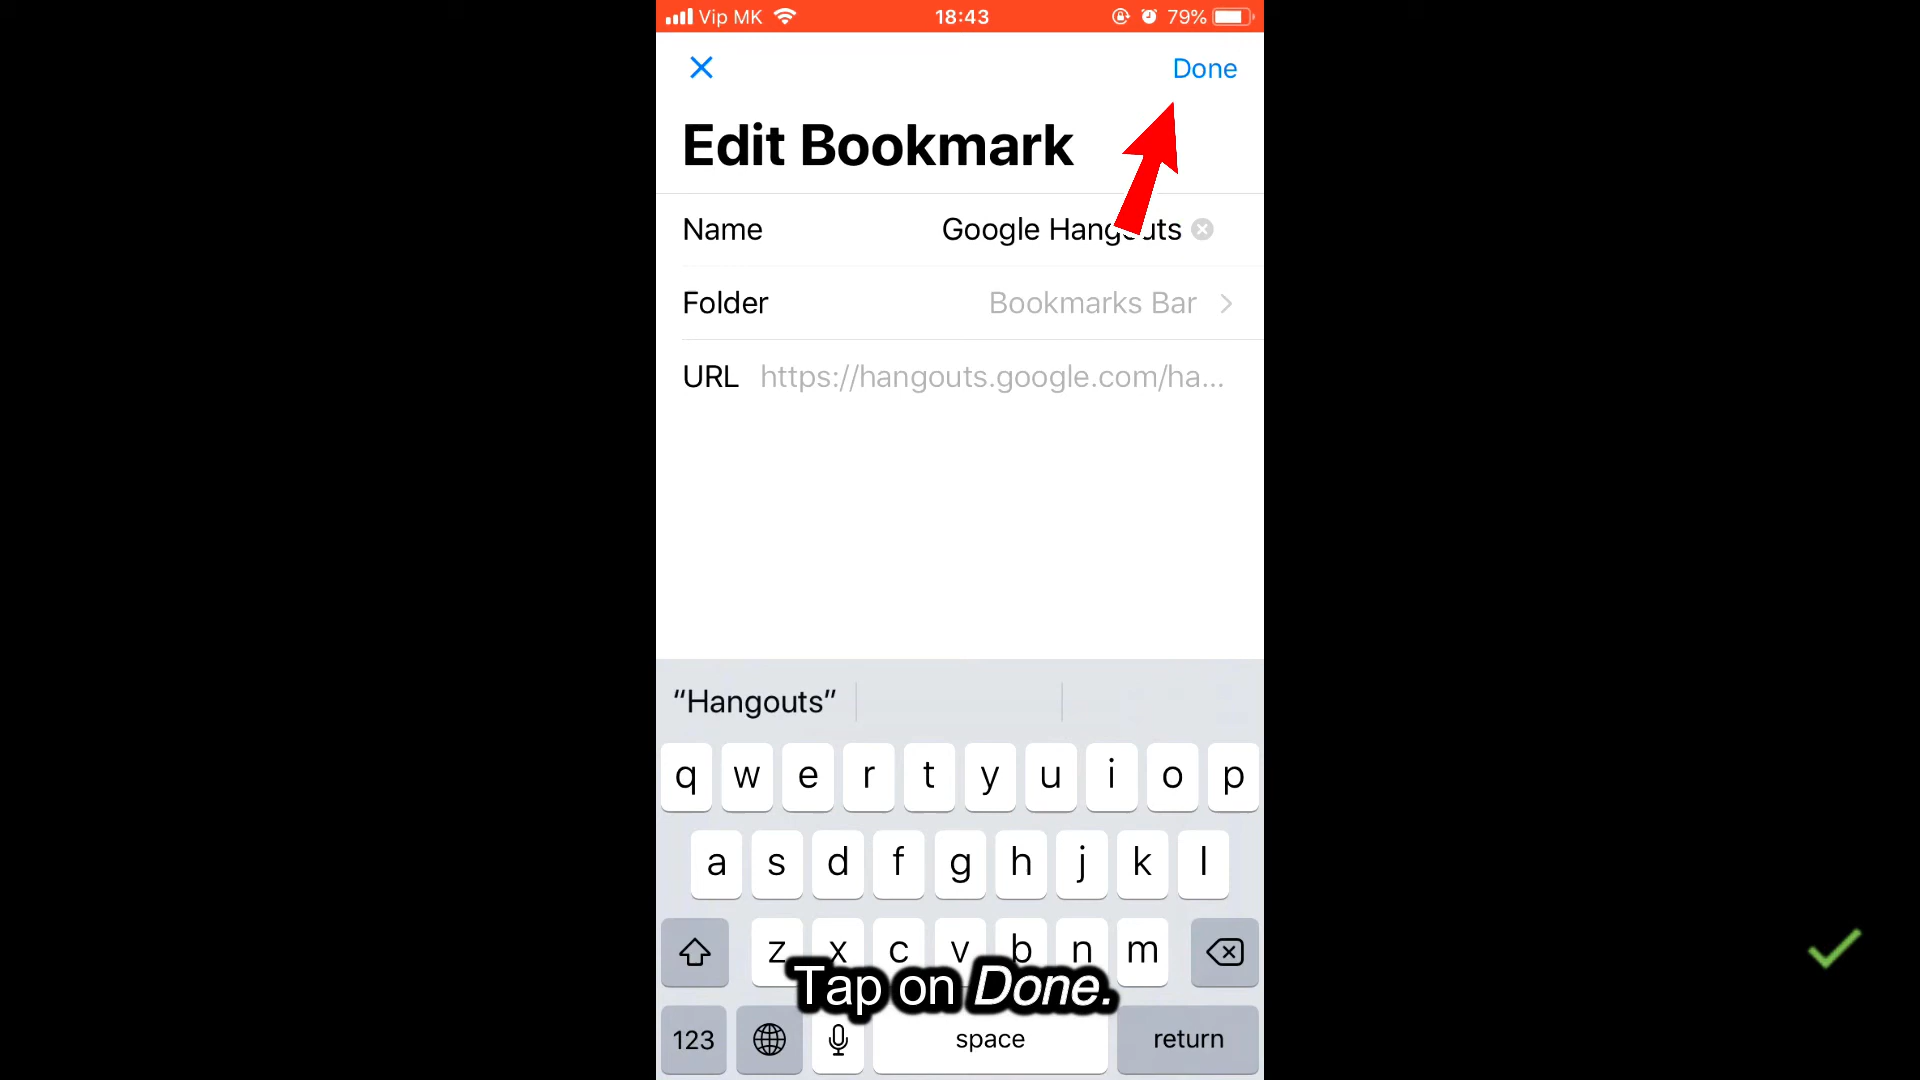 Vip MK 18:43 79%
Done
Edit Bookmark
Name Google Hangouts
Folder Bookmarks Bar
URL https://hangouts.google.com/ha...
“Hangouts”
q w e r t y u i o p
a s d f g h j k l
z x c v b n m
Tap on Done.
123 space return